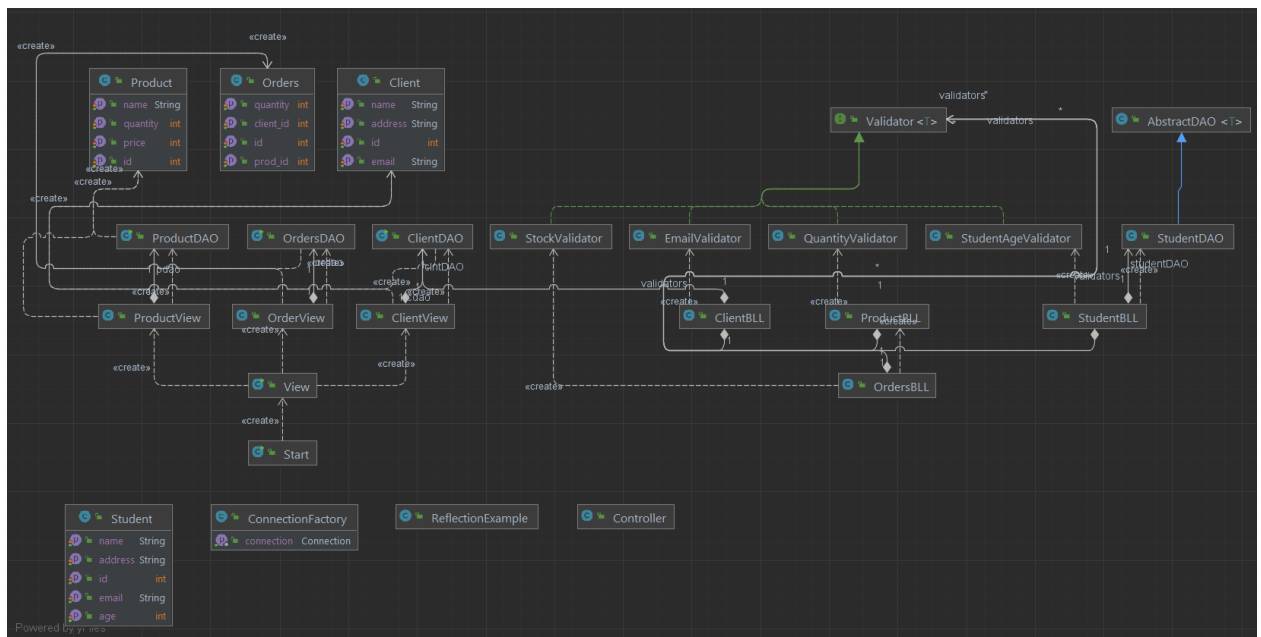 «create»
«create»
Product
name String
quantity int
price int
id int
Orders
quantity int
client_id int
id int
prod_id int
Client
name String
address String
id int
email String
validators*
*
validators
Validator <T>
AbstractDAO <T>
«create»
«create»
«create»
ProductDAO
OrdersDAO
ClientDAO
StockValidator
EmailValidator
QuantityValidator
StudentAgeValidator
StudentDAO
1
studentDAO
*
validators
1
1
«create»
«create»
«create»
«create»
ProductView
OrderView
ClientView
ClientBLL
ProductBLL
StudentBLL
«create»
1
«create»
«create»
«create»
View
OrdersBLL
«create»
Start
Student
name String
address String
id int
email String
age int
ConnectionFactory
connection Connection
ReflectionExample
Controller
Powered by yFiles